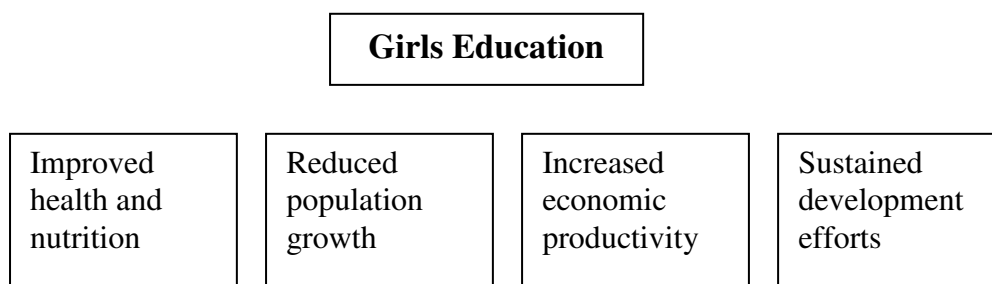 Girls Education
Improved
health and
nutrition
Reduced
population
growth
Increased
economic
productivity
Sustained
development
efforts